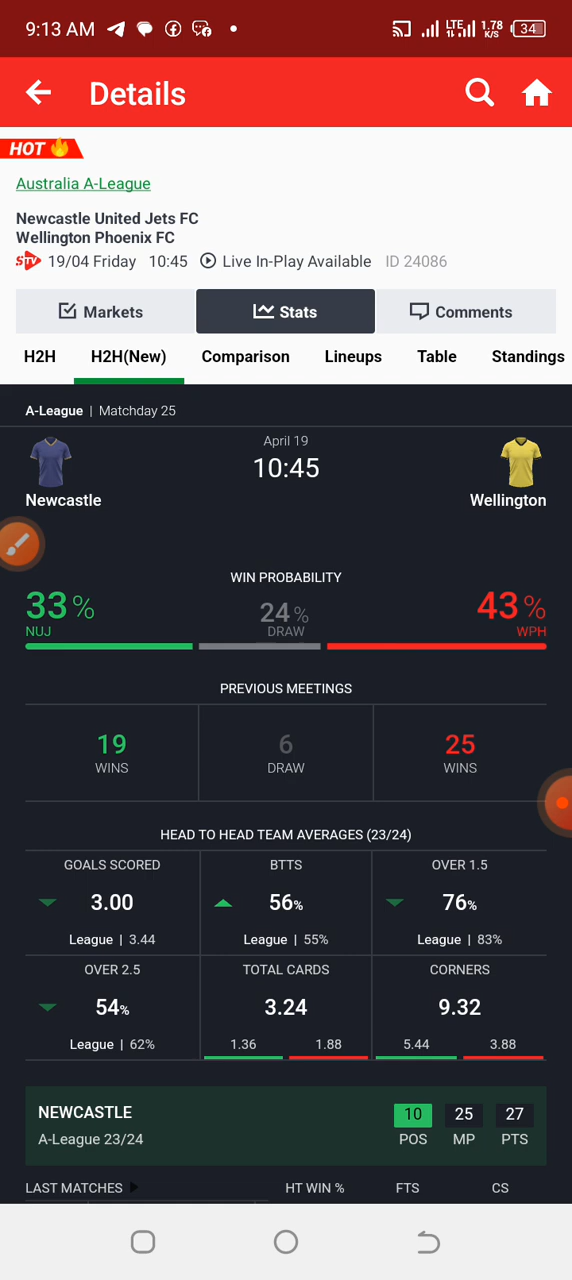 9:13 AM LTE 1.78 K/S 34
Details
HOT
Australia A-League
Newcastle United Jets FC
Wellington Phoenix FC
STV 19/04 Friday 10:45 Live In-Play Available ID 24086
Markets Stats Comments
H2H H2H(New) Comparison Lineups Table Standings
A-League | Matchday 25
April 19
10:45
Newcastle Wellington
WIN PROBABILITY
33% 24% 43%
NUJ DRAW WPH
PREVIOUS MEETINGS
19 6 25
WINS DRAW WINS
HEAD TO HEAD TEAM AVERAGES (23/24)
GOALS SCORED BTTS OVER 1.5
3.00 56% 76%
League | 3.44 League | 55% League | 83%
OVER 2.5 TOTAL CARDS CORNERS
54% 3.24 9.32
League | 62% 1.36 1.88 5.44 3.88
NEWCASTLE 10 25 27
A-League 23/24 POS MP PTS
LAST MATCHES HT WIN % FTS CS